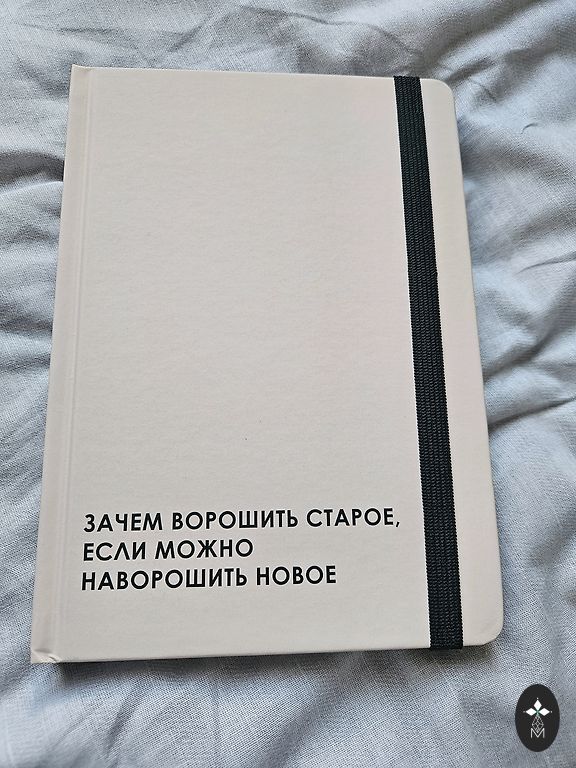 ЗАЧЕМ ВОРОШИТЬ СТАРОЕ,
ЕСЛИ МОЖНО
НАВОРОШИТЬ НОВОЕ